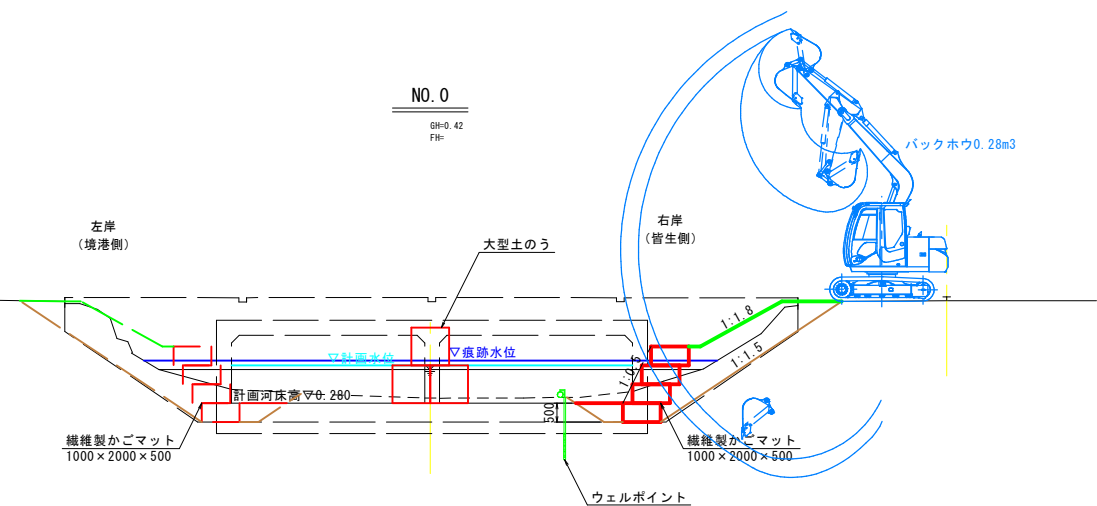 NO.0
GH=0.42
FH=
バックホウ0.28m3
左岸
(境港側)
右岸
(皆生側)
大型土のう
1:1.8
▽計画水位
▽痕跡水位
1:0.5
1:1.5
計画河床高▽0.280
500
繊維製かごマット
1000×2000×500
繊維製かごマット
1000×2000×500
ウェルポイント